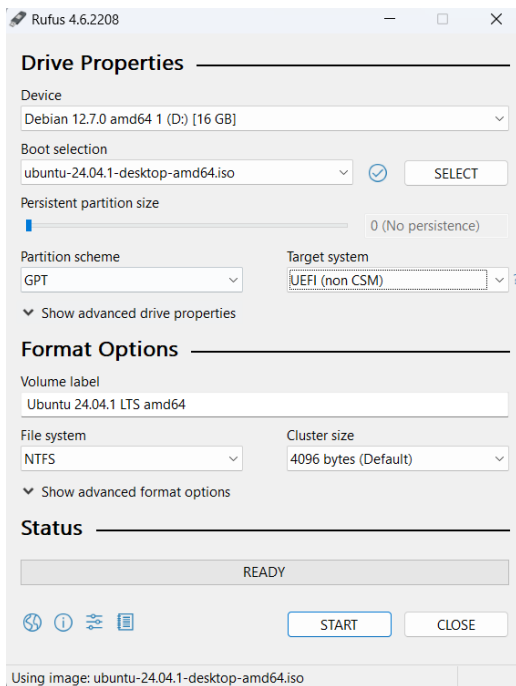 Rufus 4.6.2208
Drive Properties
Device
Debian 12.7.0 amd64 1 (D:) [16 GB]
Boot selection
ubuntu-24.04.1-desktop-amd64.iso SELECT
Persistent partition size
0 (No persistence)
Partition scheme Target system
GPT UEFI (non CSM) ?
Show advanced drive properties
Format Options
Volume label
Ubuntu 24.04.1 LTS amd64
File system Cluster size
NTFS 4096 bytes (Default)
Show advanced format options
Status
READY
START CLOSE
Using image: ubuntu-24.04.1-desktop-amd64.iso